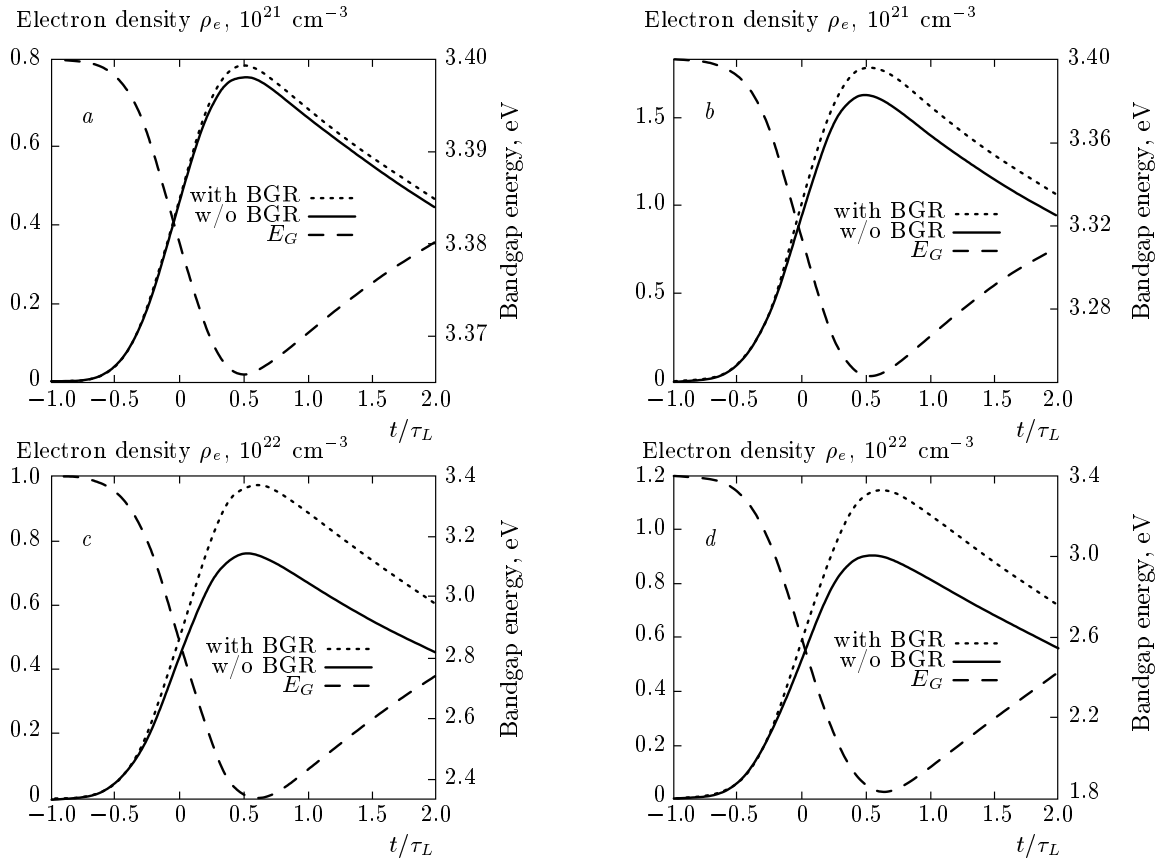 Electron density ρe, 10^21 cm^−3
0.8
0.6
0.4
0.2
0
3.40
3.39
3.38
3.37
Bandgap energy, eV
a
with BGR
w/o BGR
E_G
−1.0 −0.5 0 0.5 1.0 1.5 2.0
t/τ_L
Electron density ρe, 10^21 cm^−3
1.5
1.0
0.5
0
3.40
3.36
3.32
3.28
Bandgap energy, eV
b
with BGR
w/o BGR
E_G
−1.0 −0.5 0 0.5 1.0 1.5 2.0
t/τ_L
Electron density ρe, 10^22 cm^−3
1.0
0.8
0.6
0.4
0.2
0
3.4
3.2
3.0
2.8
2.6
2.4
Bandgap energy, eV
c
with BGR
w/o BGR
E_G
−1.0 −0.5 0 0.5 1.0 1.5 2.0
t/τ_L
Electron density ρe, 10^22 cm^−3
1.2
1.0
0.8
0.6
0.4
0.2
0
3.4
3.0
2.6
2.2
1.8
Bandgap energy, eV
d
with BGR
w/o BGR
E_G
−1.0 −0.5 0 0.5 1.0 1.5 2.0
t/τ_L